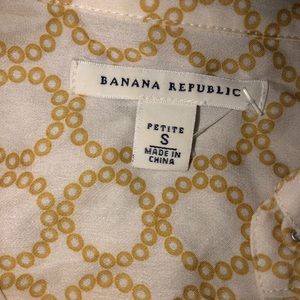 BANANA REPUBLIC
PETITE
S
MADE IN
CHINA